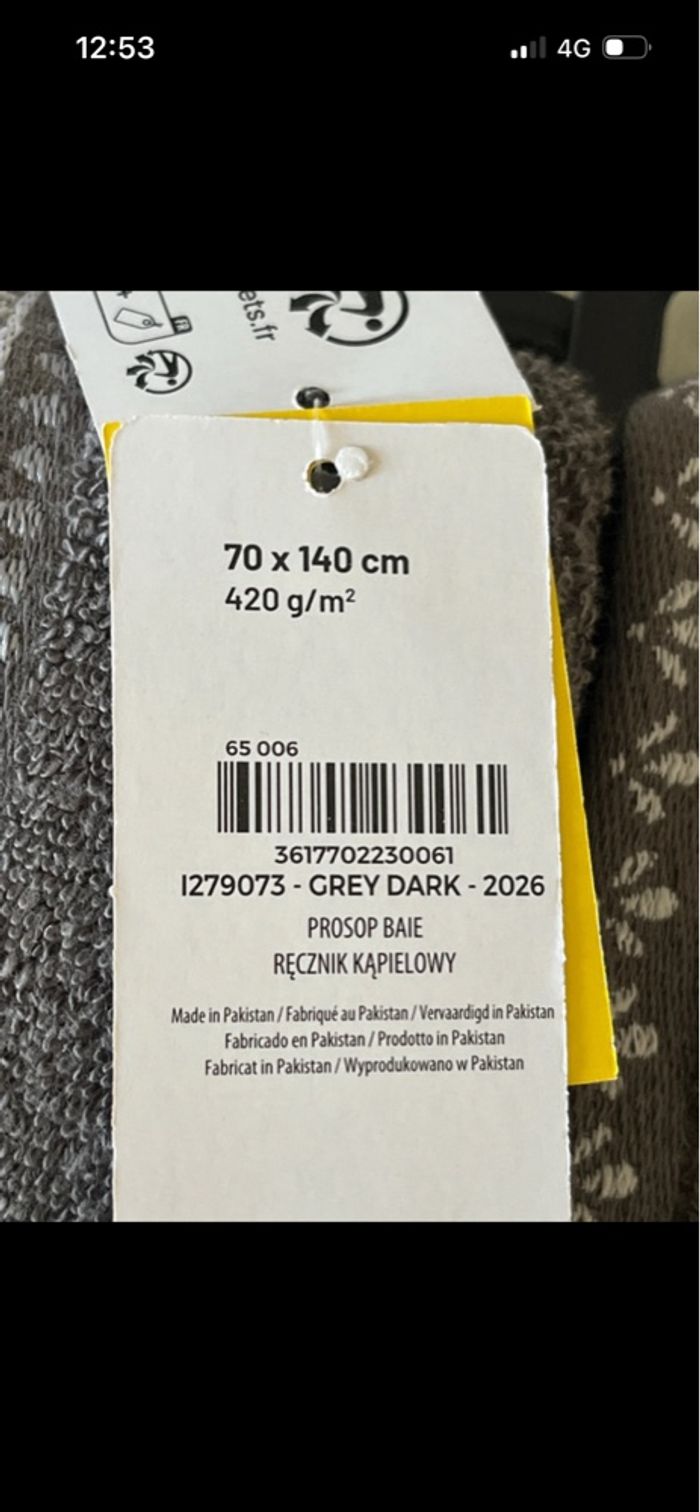 12:53
4G
ets.fr
FR
70 x 140 cm
420 g/m²
65 006
3617702230061
I279073 - GREY DARK - 2026
PROSOP BAIE
RĘCZNIK KĄPIELOWY
Made in Pakistan / Fabriqué au Pakistan / Vervaardigd in Pakistan
Fabricado en Pakistan / Prodotto in Pakistan
Fabricat in Pakistan / Wyprodukowano w Pakistan